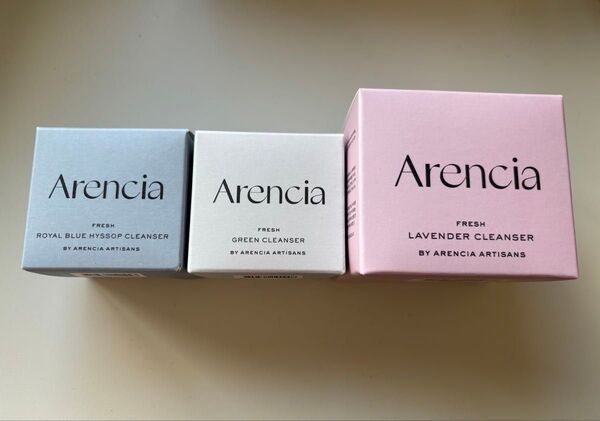 Arencia
FRESH
ROYAL BLUE HYSSOP CLEANSER
BY ARENCIA ARTISANS
Arencia
FRESH
GREEN CLEANSER
BY ARENCIA ARTISANS
Arencia
FRESH
LAVENDER CLEANSER
BY ARENCIA ARTISANS